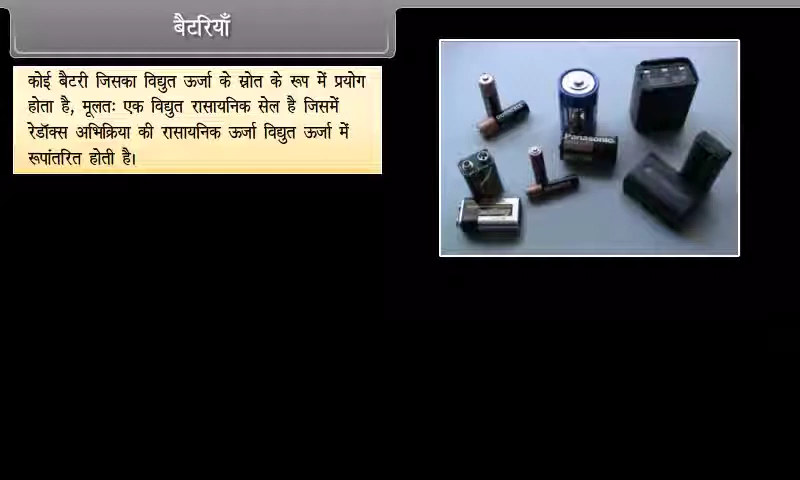 बैटरियाँ
कोई बैटरी जिसका विद्युत ऊर्जा के स्रोत के रूप में प्रयोग
होता है, मूलतः एक विद्युत रासायनिक सेल है जिसमें
रेडॉक्स अभिक्रिया की रासायनिक ऊर्जा विद्युत ऊर्जा में
रूपांतरित होती है।
Panasonic